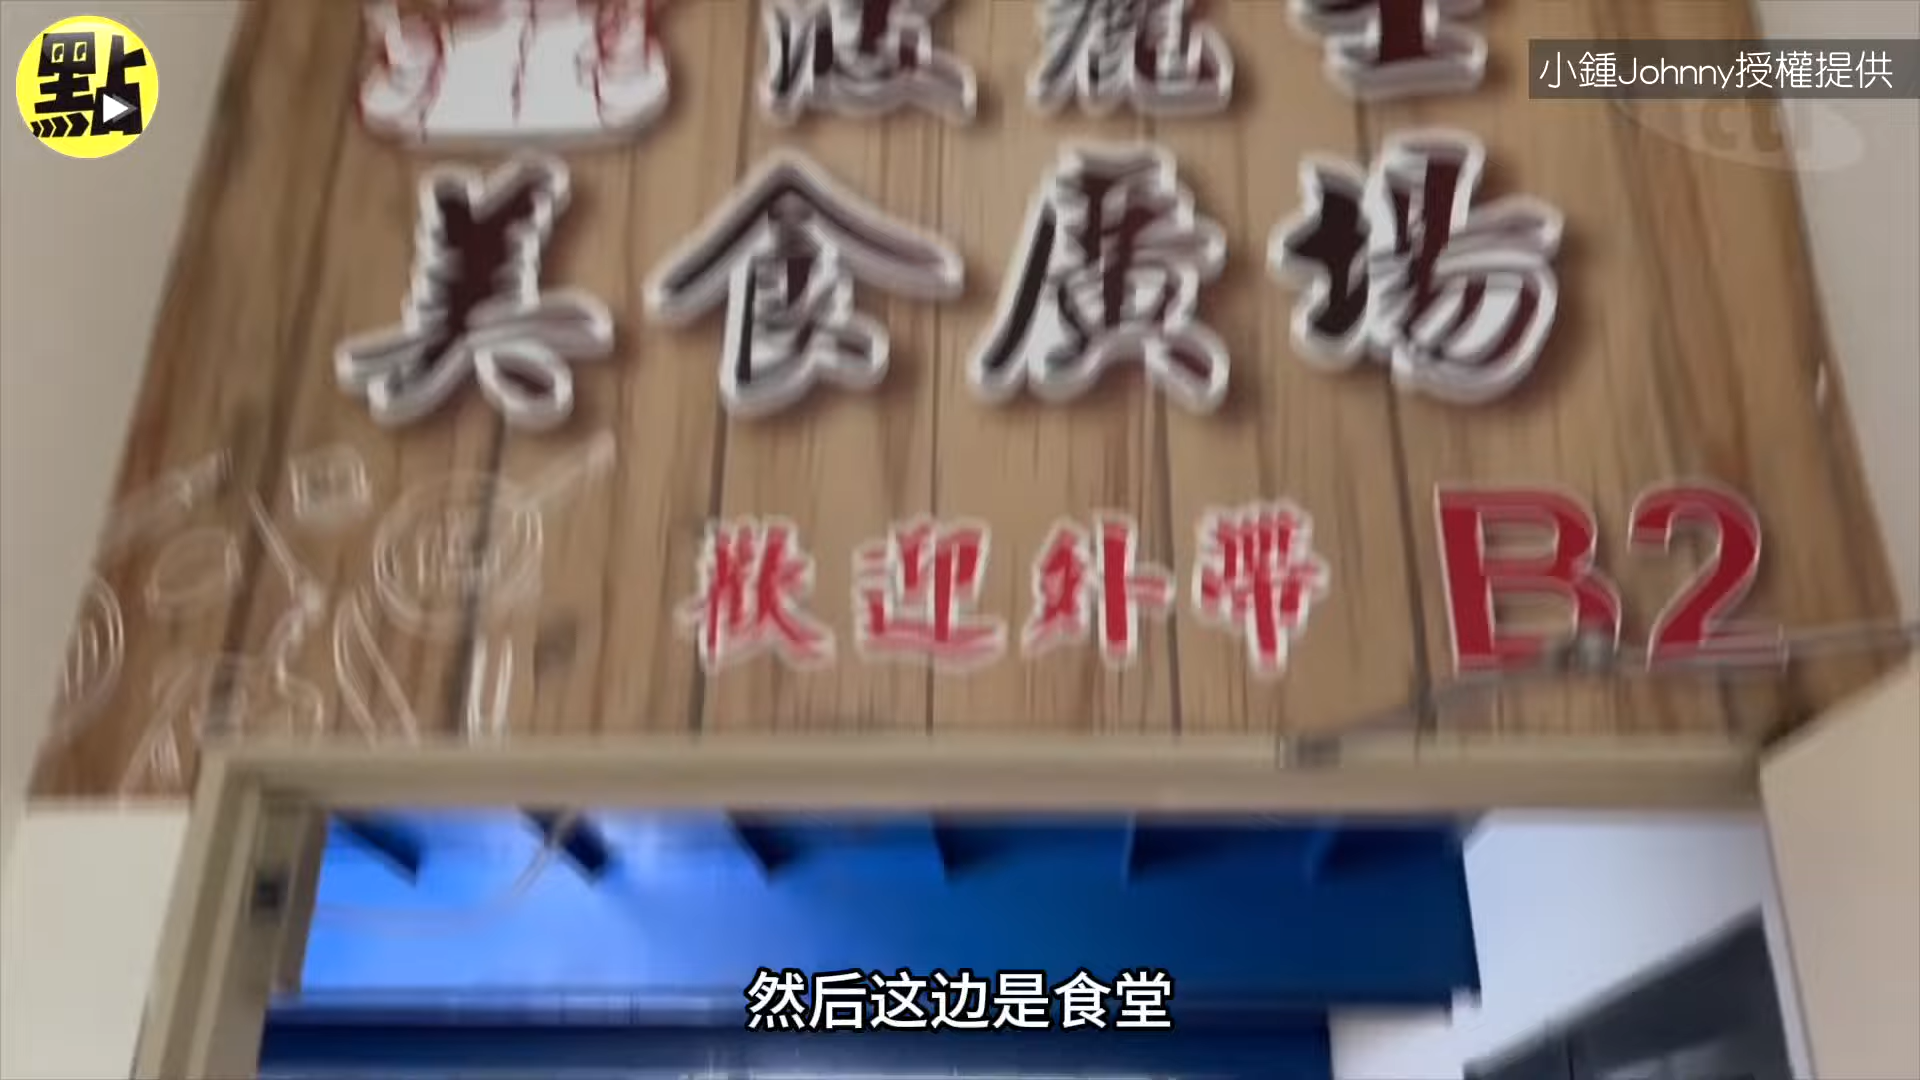 點
小鍾Johnny授權提供
美食廣場
歡迎外帶 B2
然后这边是食堂